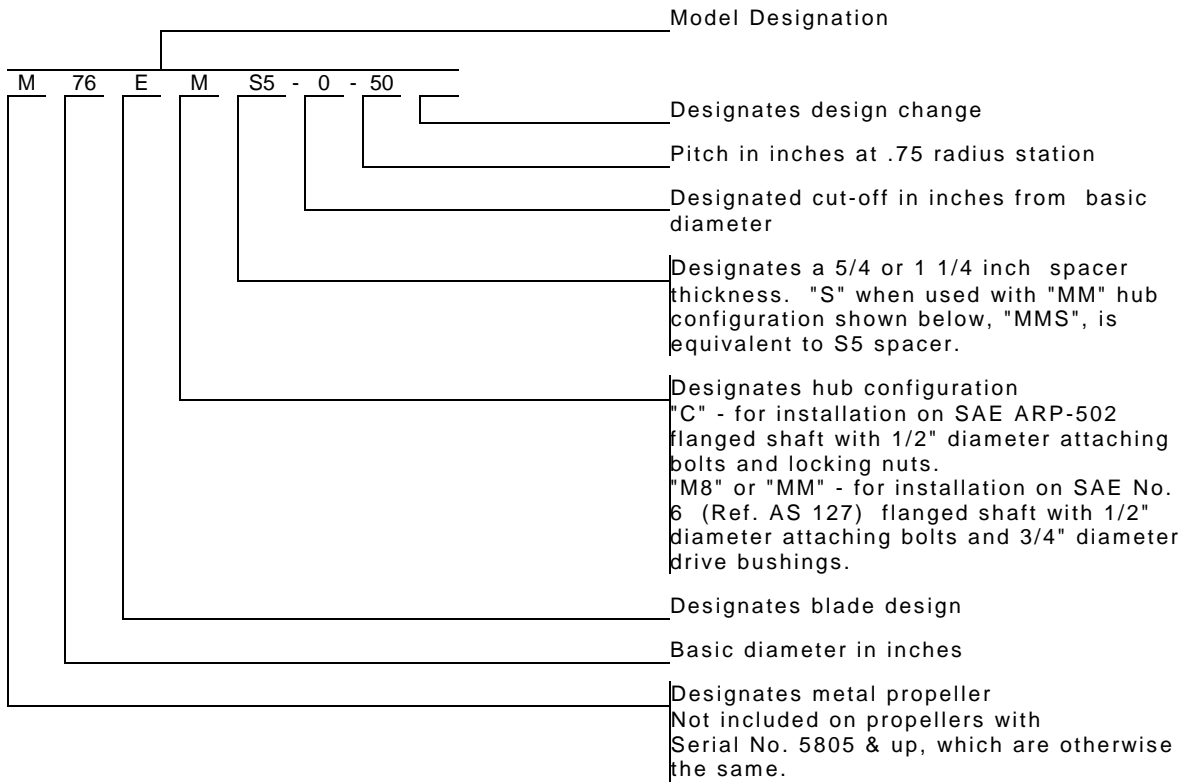 Model Designation
M 76 E M S5 - 0 - 50
Designates design change
Pitch in inches at .75 radius station
Designated cut-off in inches from basic
diameter
Designates a 5/4 or 1 1/4 inch spacer
thickness. "S" when used with "MM" hub
configuration shown below, "MMS", is
equivalent to S5 spacer.
Designates hub configuration
"C" - for installation on SAE ARP-502
flanged shaft with 1/2" diameter attaching
bolts and locking nuts.
"M8" or "MM" - for installation on SAE No.
6 (Ref. AS 127) flanged shaft with 1/2"
diameter attaching bolts and 3/4" diameter
drive bushings.
Designates blade design
Basic diameter in inches
Designates metal propeller
Not included on propellers with
Serial No. 5805 & up, which are otherwise
the same.